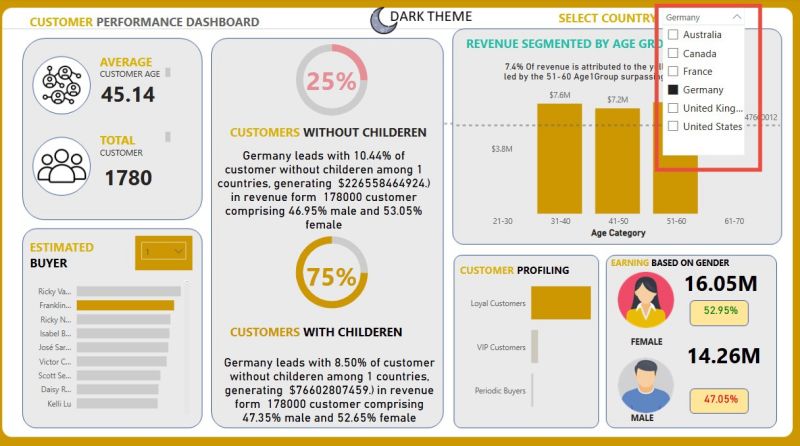 CUSTOMER PERFORMANCE DASHBOARD
DARK THEME
SELECT COUNTRY
Germany
Australia
Canada
France
Germany
United King...
United States
AVERAGE
CUSTOMER AGE
45.14
TOTAL
CUSTOMER
1780
ESTIMATED
BUYER
1
Ricky Va...
Franklin...
Ricky N...
Isabel B...
José Sar...
Victor C...
Scott Se...
Daisy R...
Kelli Lu
25%
CUSTOMERS WITHOUT CHILDEREN
Germany leads with 10.44% of
customer without childeren among 1
countries, generating $226558464924.)
in revenue form 178000 customer
comprising 46.95% male and 53.05%
female
75%
CUSTOMERS WITH CHILDEREN
Germany leads with 8.50% of customer
without childeren among 1 countries,
generating $76602807459.) in revenue
form 178000 customer comprising
47.35% male and 52.65% female
REVENUE SEGMENTED BY AGE GRO
7.4% Of revenue is attributed to the
led by the 51-60 Age1Group surpassing
$3.8M
$7.6M
$7.2M
21-30
31-40
41-50
51-60
61-70
Age Category
CUSTOMER PROFILING
Loyal Customers
VIP Customers
Periodic Buyers
EARNING BASED ON GENDER
16.05M
52.95%
FEMALE
14.26M
47.05%
MALE